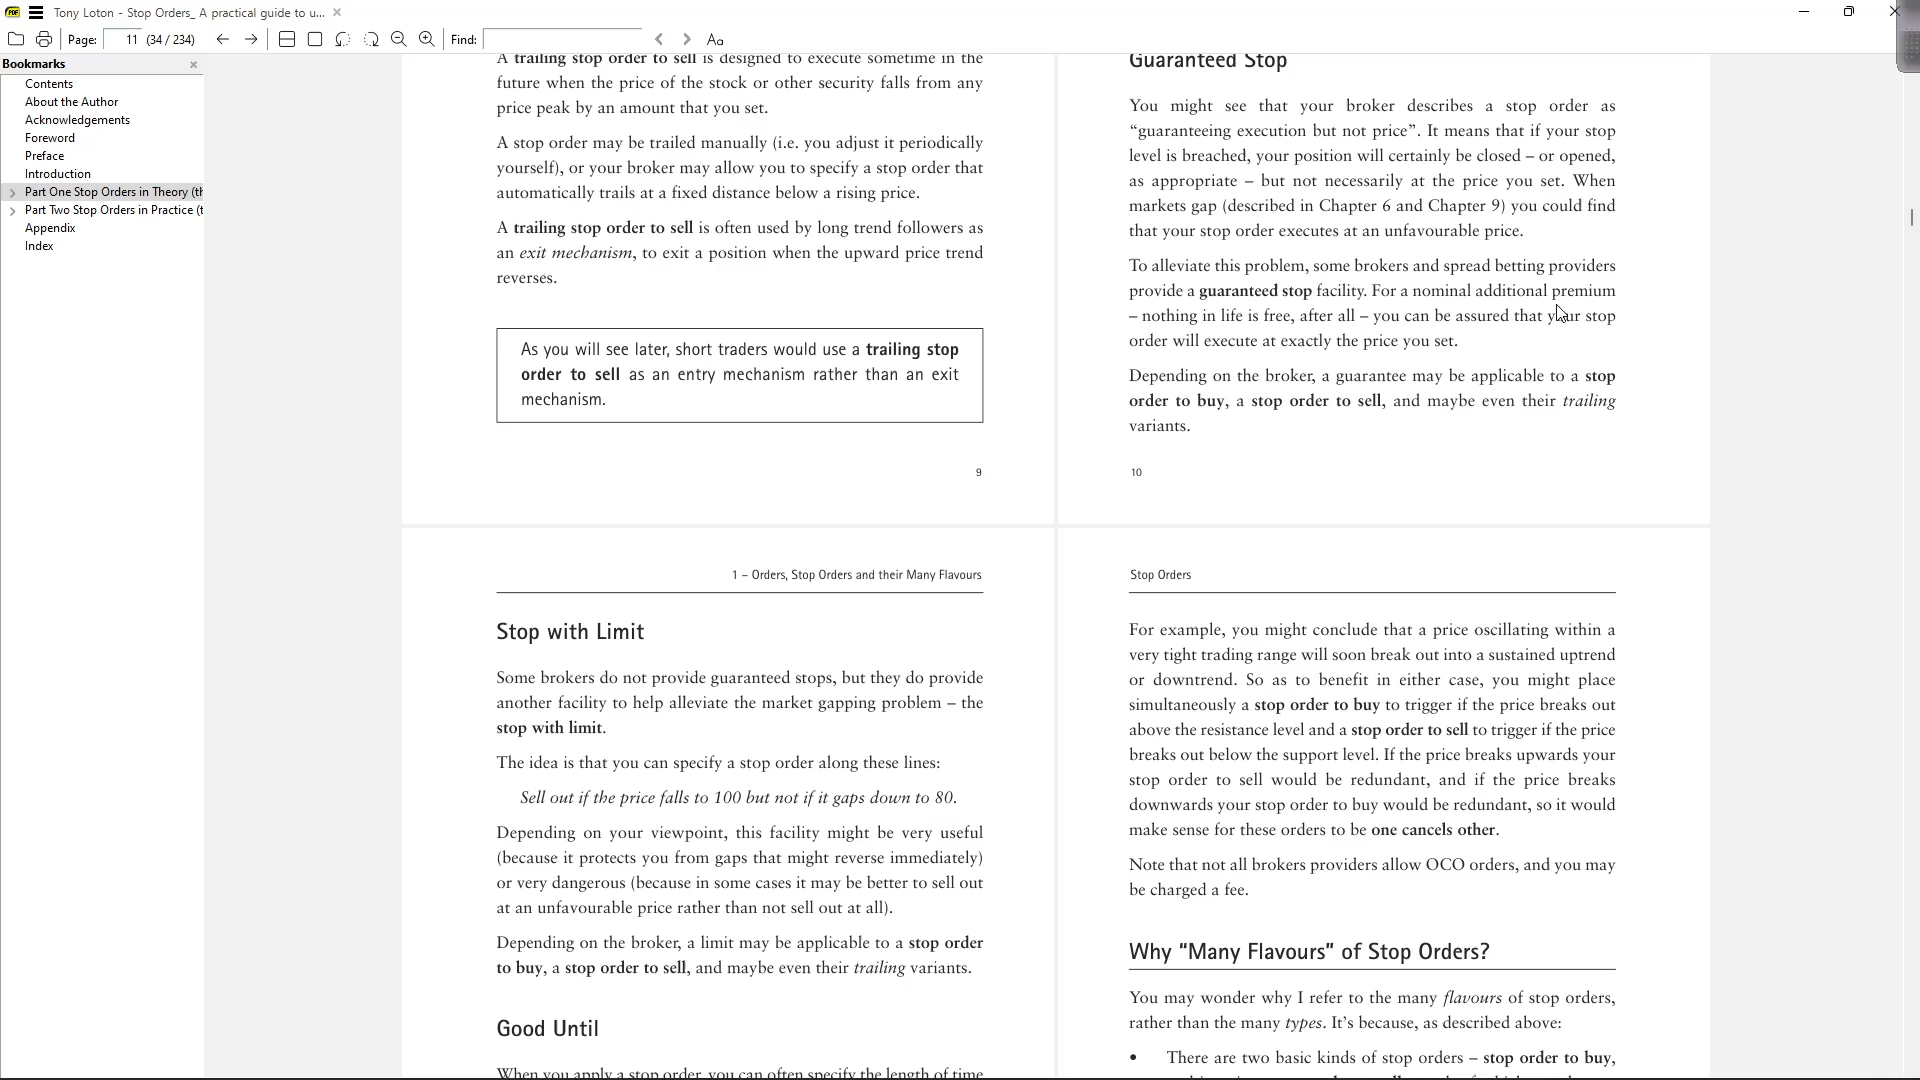 Tony Loton - Stop Orders_ A practical guide to u...
Page: 11 (34 / 234) Find: Aa
Bookmarks
Contents
About the Author
Acknowledgements
Foreword
Preface
Introduction
Part One Stop Orders in Theory (th
Part Two Stop Orders in Practice (t
Appendix
Index
A trailing stop order to sell is designed to execute sometime in the
future when the price of the stock or other security falls from any
price peak by an amount that you set.
A stop order may be trailed manually (i.e. you adjust it periodically
yourself), or your broker may allow you to specify a stop order that
automatically trails at a fixed distance below a rising price.
A trailing stop order to sell is often used by long trend followers as
an exit mechanism, to exit a position when the upward price trend
reverses.
As you will see later, short traders would use a trailing stop
order to sell as an entry mechanism rather than an exit
mechanism.
9
Guaranteed Stop
You might see that your broker describes a stop order as
“guaranteeing execution but not price”. It means that if your stop
level is breached, your position will certainly be closed – or opened,
as appropriate – but not necessarily at the price you set. When
markets gap (described in Chapter 6 and Chapter 9) you could find
that your stop order executes at an unfavourable price.
To alleviate this problem, some brokers and spread betting providers
provide a guaranteed stop facility. For a nominal additional premium
– nothing in life is free, after all – you can be assured that your stop
order will execute at exactly the price you set.
Depending on the broker, a guarantee may be applicable to a stop
order to buy, a stop order to sell, and maybe even their trailing
variants.
10
1 – Orders, Stop Orders and their Many Flavours
Stop with Limit
Some brokers do not provide guaranteed stops, but they do provide
another facility to help alleviate the market gapping problem – the
stop with limit.
The idea is that you can specify a stop order along these lines:
Sell out if the price falls to 100 but not if it gaps down to 80.
Depending on your viewpoint, this facility might be very useful
(because it protects you from gaps that might reverse immediately)
or very dangerous (because in some cases it may be better to sell out
at an unfavourable price rather than not sell out at all).
Depending on the broker, a limit may be applicable to a stop order
to buy, a stop order to sell, and maybe even their trailing variants.
Good Until
When you apply a stop order, you can often specify the length of time
Stop Orders
For example, you might conclude that a price oscillating within a
very tight trading range will soon break out into a sustained uptrend
or downtrend. So as to benefit in either case, you might place
simultaneously a stop order to buy to trigger if the price breaks out
above the resistance level and a stop order to sell to trigger if the price
breaks out below the support level. If the price breaks upwards your
stop order to sell would be redundant, and if the price breaks
downwards your stop order to buy would be redundant, so it would
make sense for these orders to be one cancels other.
Note that not all brokers providers allow OCO orders, and you may
be charged a fee.
Why “Many Flavours” of Stop Orders?
You may wonder why I refer to the many flavours of stop orders,
rather than the many types. It’s because, as described above:
• There are two basic kinds of stop orders – stop order to buy,